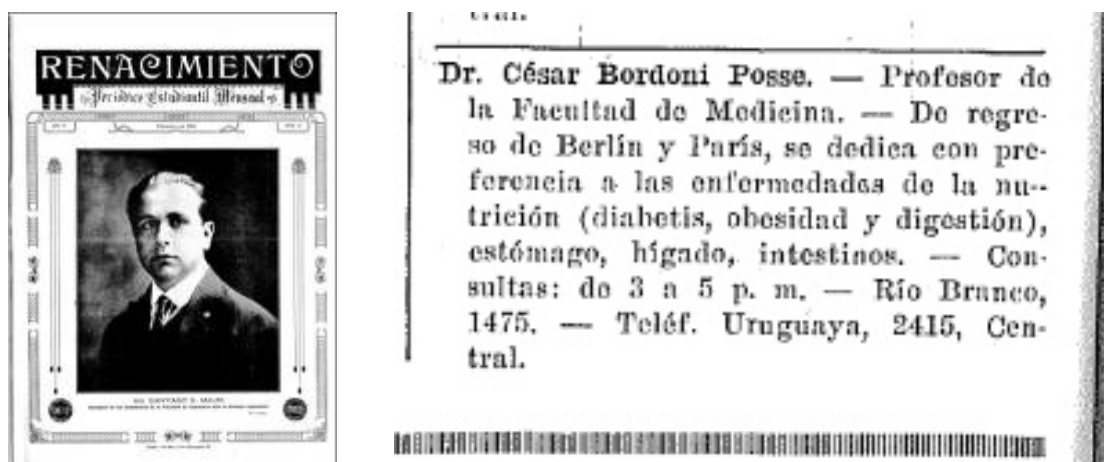 RENACIMIENTO
Periódico Estudiantil Mensual
tral.
Dr. César Bordoni Posse. — Profesor de
la Facultad de Medicina. — De regre-
so de Berlín y París, se dedica con pre-
ferencia a las enfermedades de la nu-
trición (diabetis, obesidad y digestión),
estómago, hígado, intestinos. — Con-
sultas: de 3 a 5 p. m. — Río Branco,
1475. — Teléf. Uruguaya, 2415, Cen-
tral.